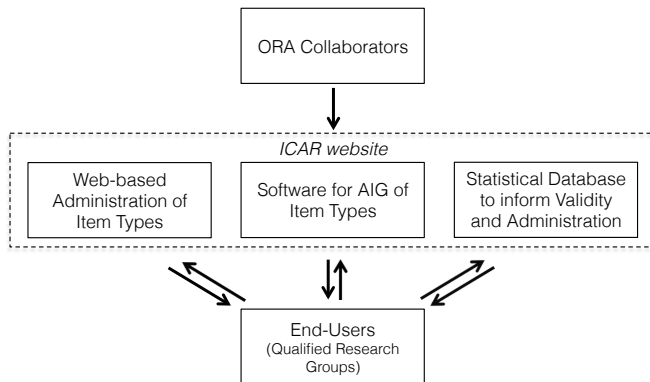 ORA Collaborators
ICAR website
Web-based
Administration of
Item Types
Software for AIG of
Item Types
Statistical Database
to inform Validity
and Administration
End-Users
(Qualified Research
Groups)